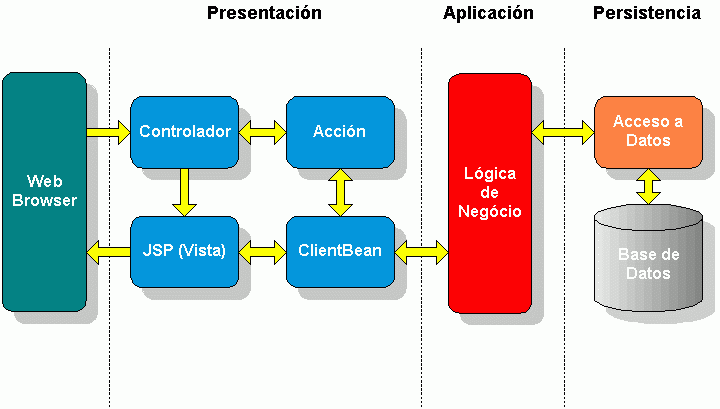 Presentación
Aplicación
Persistencia
Web
Browser
Controlador
Acción
JSP (Vista)
ClientBean
Lógica
de
Negócio
Acceso a
Datos
Base de
Datos